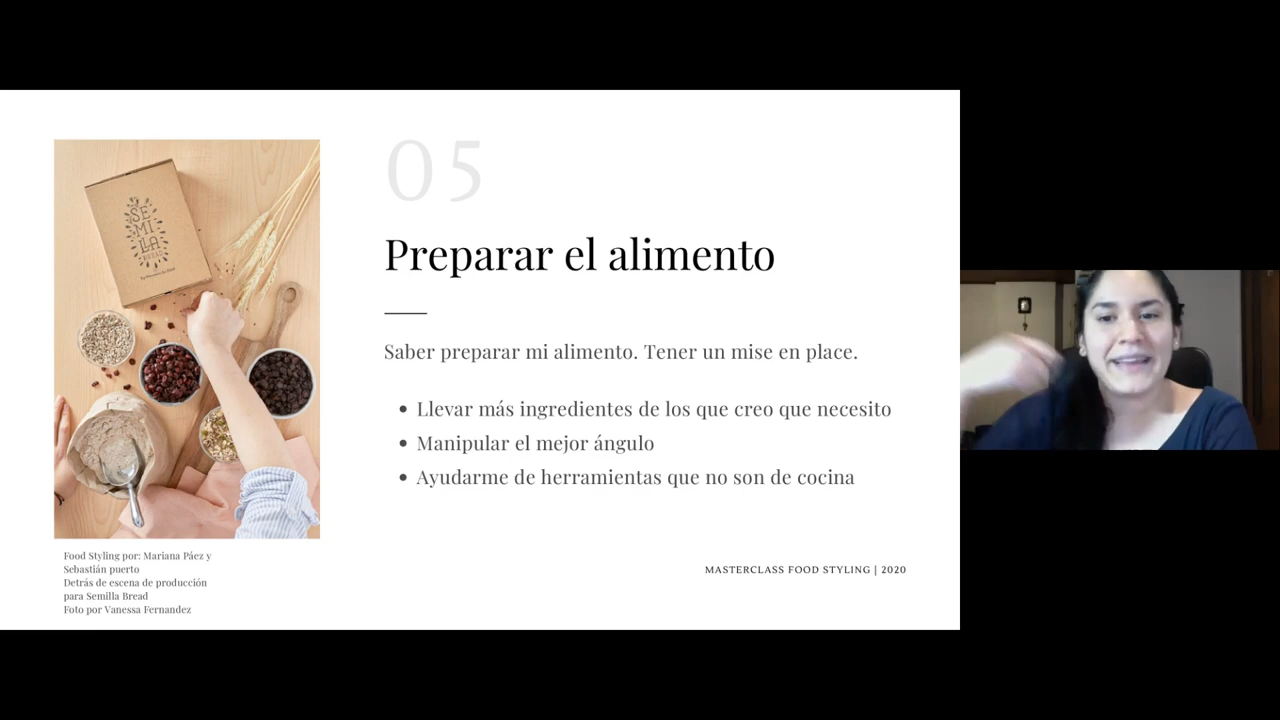 05
Preparar el alimento
Saber preparar mi alimento. Tener un mise en place.
• Llevar más ingredientes de los que creo que necesito
• Manipular el mejor ángulo
• Ayudarme de herramientas que no son de cocina
SE
MI
LLA
BREAD
Food Styling por: Mariana Páez y
Sebastián puerto
Detrás de escena de producción
para Semilla Bread
Foto por Vanessa Fernandez
MASTERCLASS FOOD STYLING | 2020